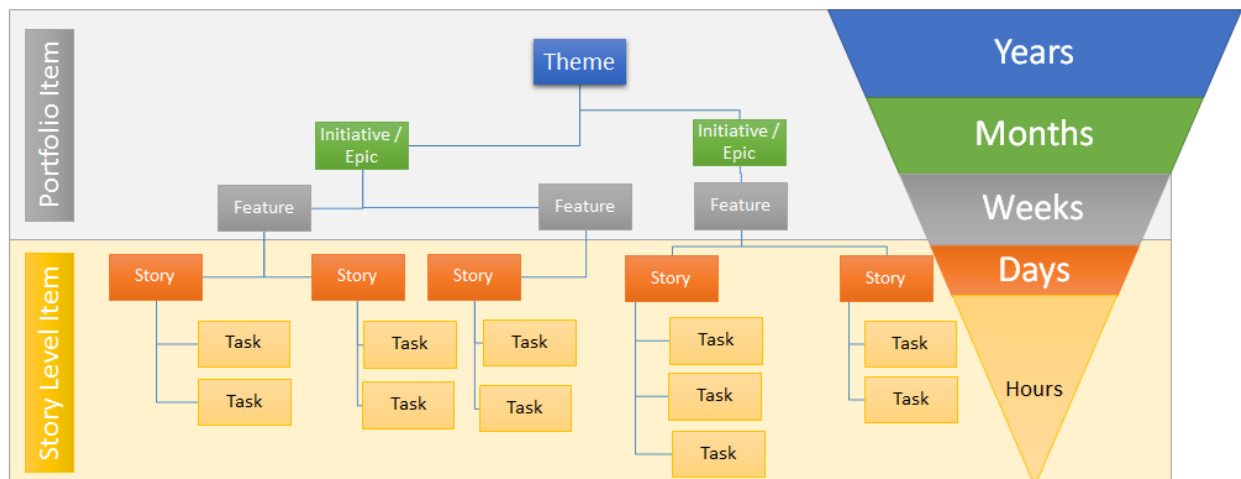 Portfolio Item
Theme
Years
Initiative /
Epic
Initiative /
Epic
Months
Feature
Feature
Feature
Weeks
Story Level Item
Story
Story
Story
Story
Story
Days
Task
Task
Task
Task
Task
Task
Task
Task
Task
Task
Task
Hours